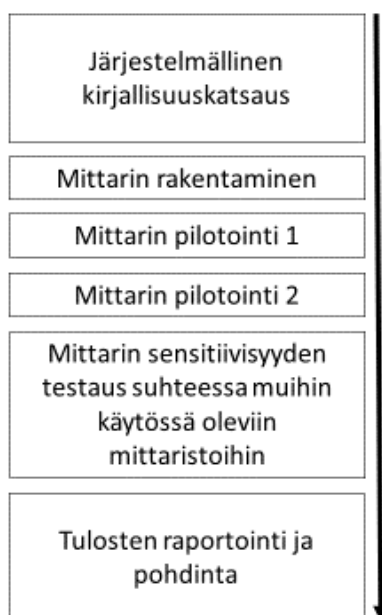 Järjestelmällinen
kirjallisuuskatsaus
Mittarin rakentaminen
Mittarin pilotointi 1
Mittarin pilotointi 2
Mittarin sensitiivisyyden
testaus suhteessa muihin
käytössä oleviin
mittaristoihin
Tulosten raportointi ja
pohdinta